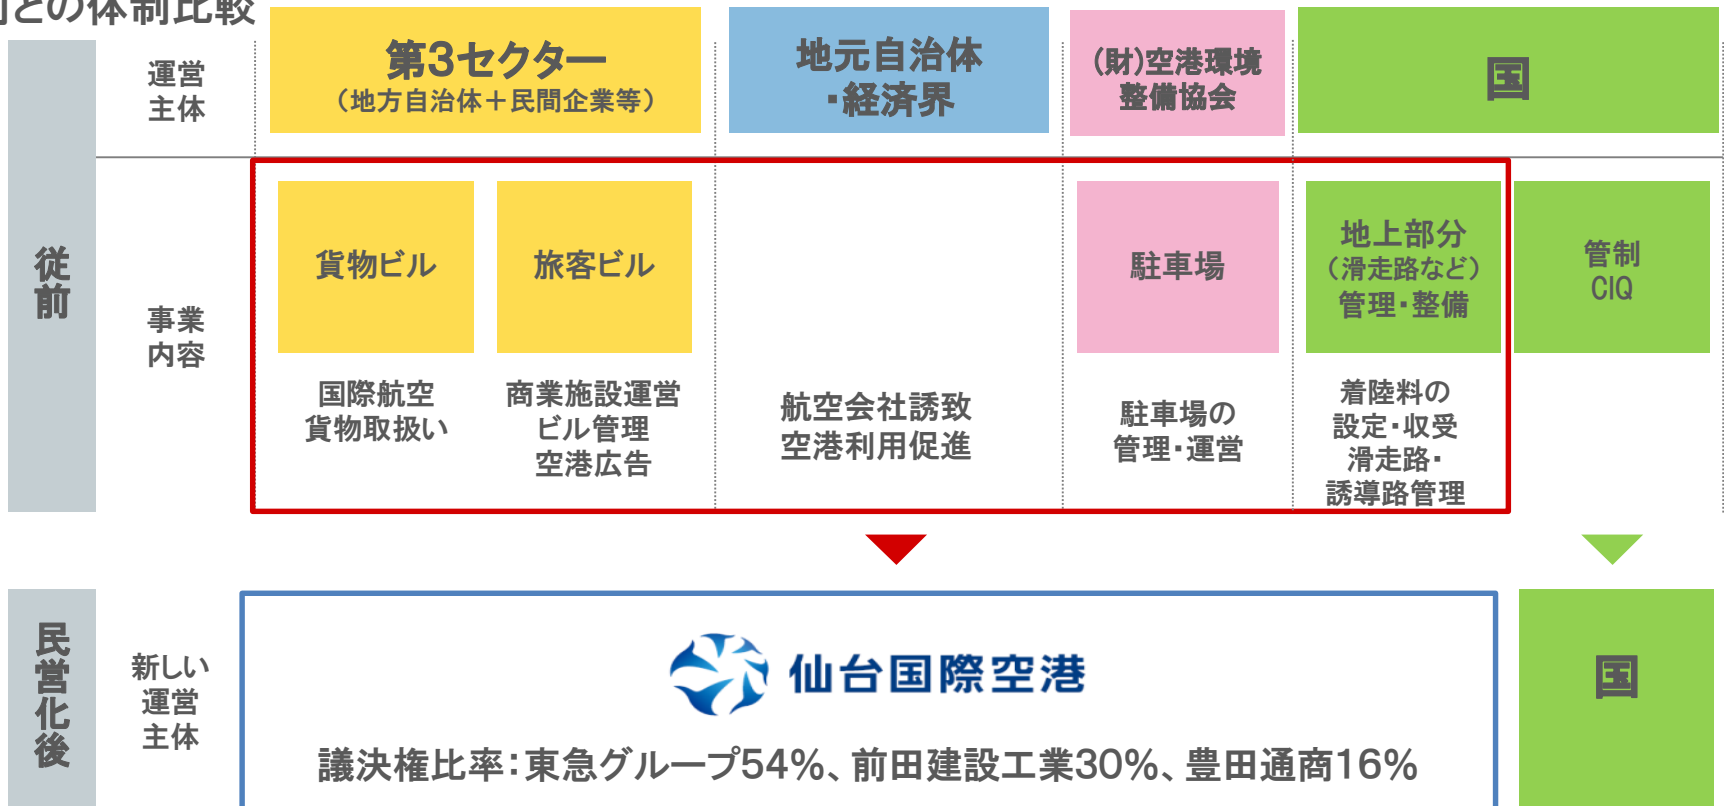 との体制比較
従前
運営
主体
第3セクター
（地方自治体＋民間企業等）
地元自治体
・経済界
(財)空港環境
整備協会
国
事業
内容
貨物ビル
国際航空
貨物取扱い
旅客ビル
商業施設運営
ビル管理
空港広告
航空会社誘致
空港利用促進
駐車場
駐車場の
管理・運営
地上部分
（滑走路など）
管理・整備
着陸料の
設定・収受
滑走路・
誘導路管理
管制
CIQ
民営化後
新しい
運営
主体
仙台国際空港
議決権比率：東急グループ54%、前田建設工業30%、豊田通商16%
国